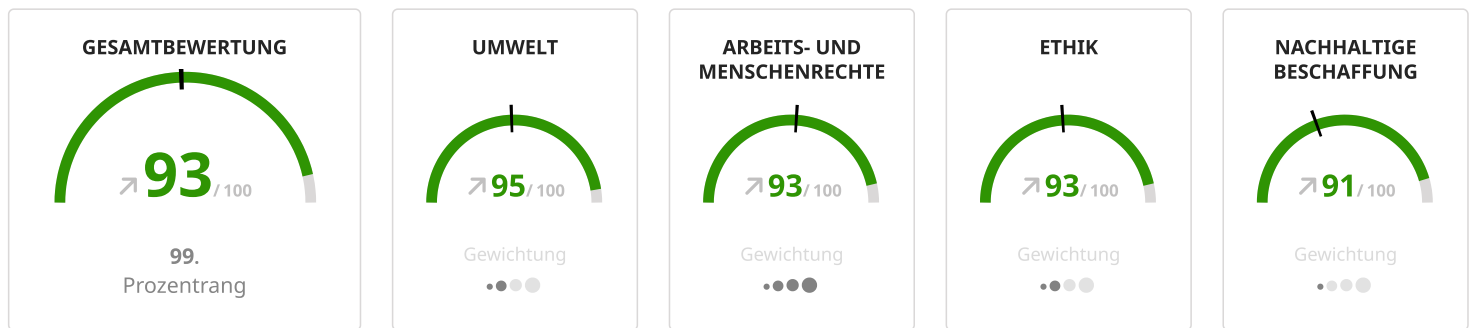 GESAMTBEWERTUNG
93 / 100
99.
Prozentrang
UMWELT
95 / 100
Gewichtung
ARBEITS- UND
MENSCHENRECHTE
93 / 100
Gewichtung
ETHIK
93 / 100
Gewichtung
NACHHALTIGE
BESCHAFFUNG
91 / 100
Gewichtung